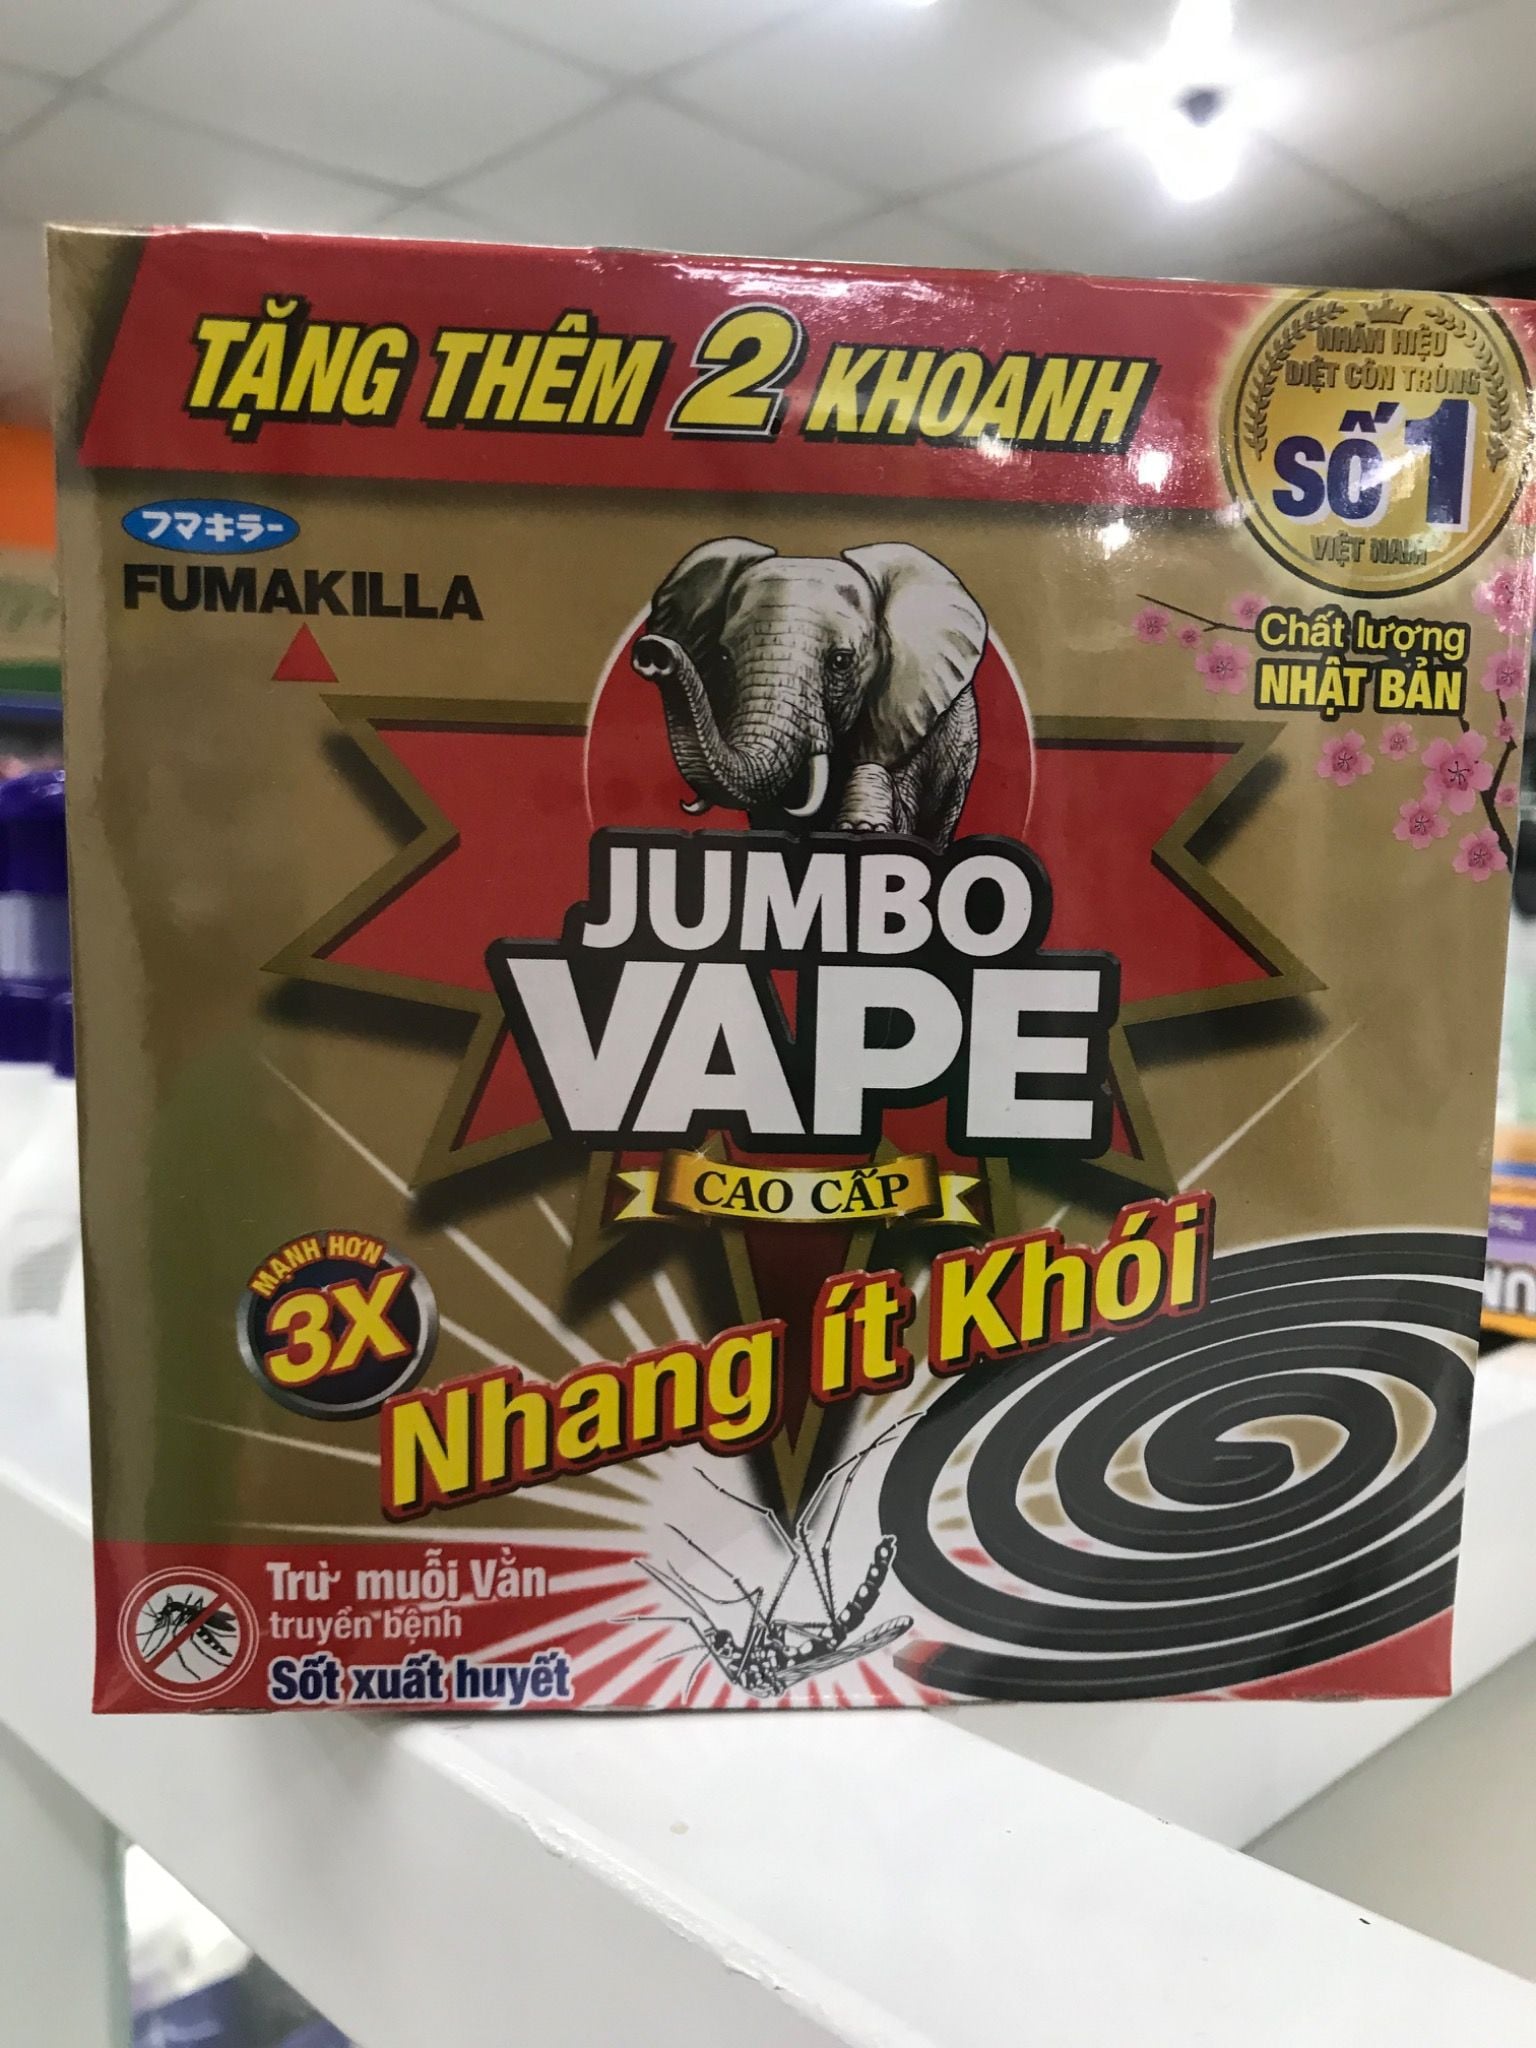 TẶNG THÊM 2 KHOANH
NHÃN HIỆU
DIỆT CÔN TRÙNG
SỐ 1
VIỆT NAM
フマキラー
FUMAKILLA
Chất lượng
NHẬT BẢN
JUMBO
VAPE
CAO CẤP
MẠNH HƠN
3X
Nhang ít Khói
Trừ muỗi Vằn
truyền bệnh
Sốt xuất huyết